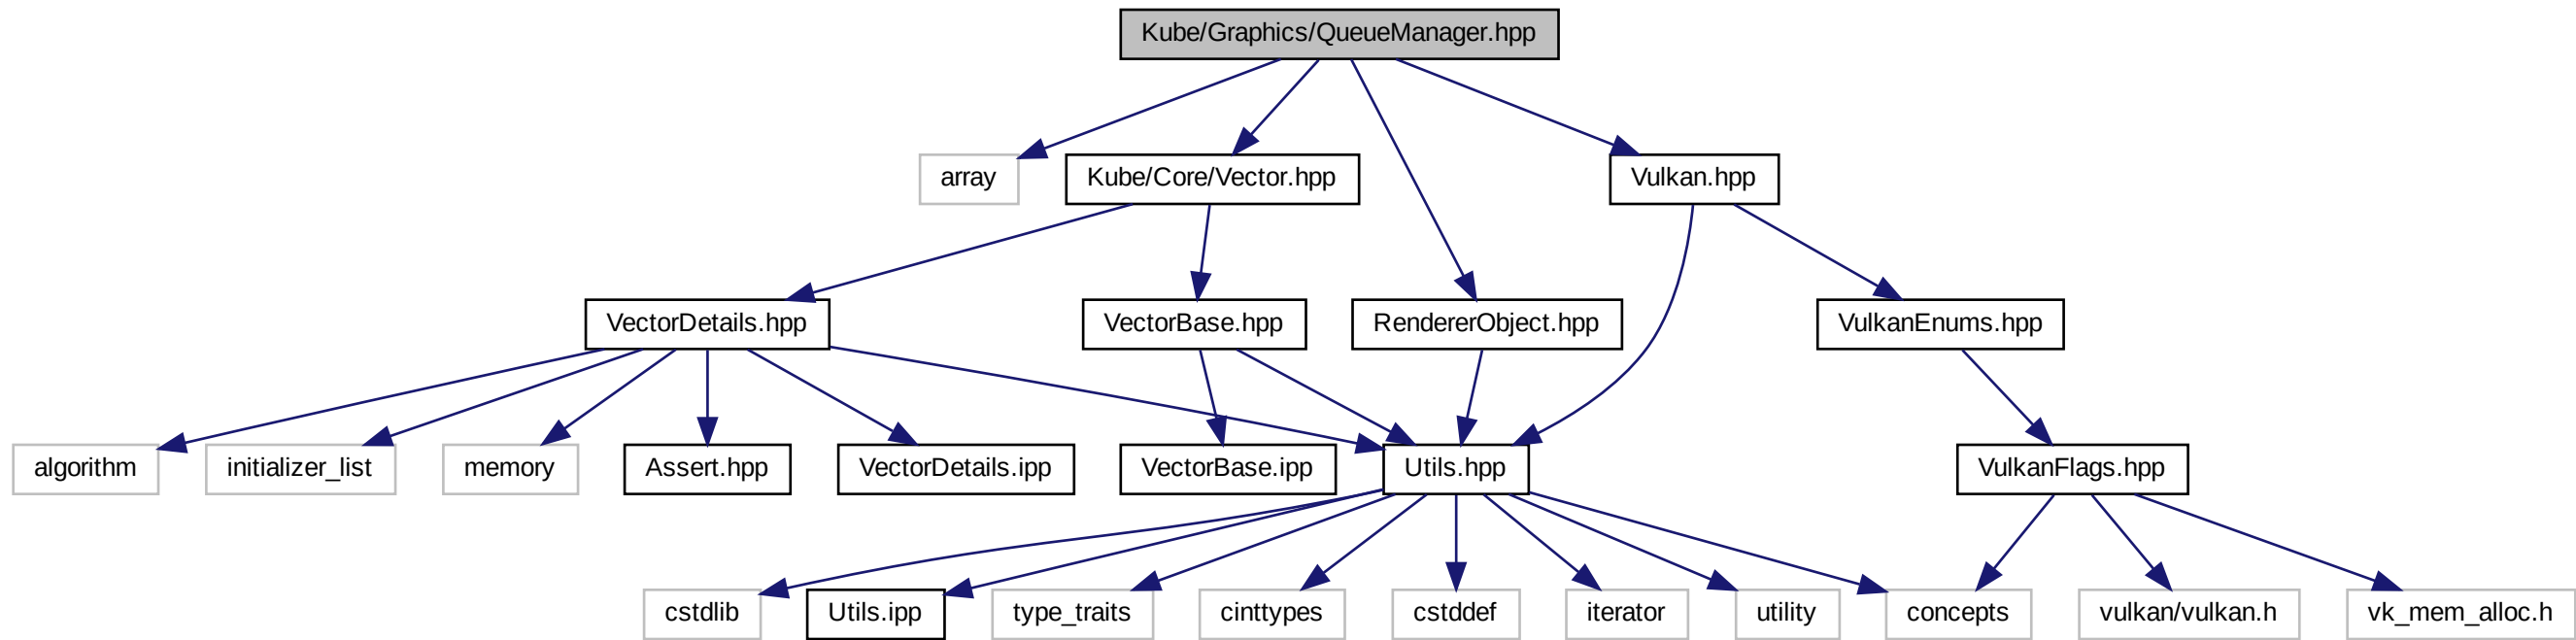 Kube/Graphics/QueueManager.hpp
array
Kube/Core/Vector.hpp
Vulkan.hpp
VectorDetails.hpp
VectorBase.hpp
RendererObject.hpp
VulkanEnums.hpp
algorithm
initializer_list
memory
Assert.hpp
VectorDetails.ipp
VectorBase.ipp
Utils.hpp
VulkanFlags.hpp
cstdlib
Utils.ipp
type_traits
cinttypes
cstddef
iterator
utility
concepts
vulkan/vulkan.h
vk_mem_alloc.h